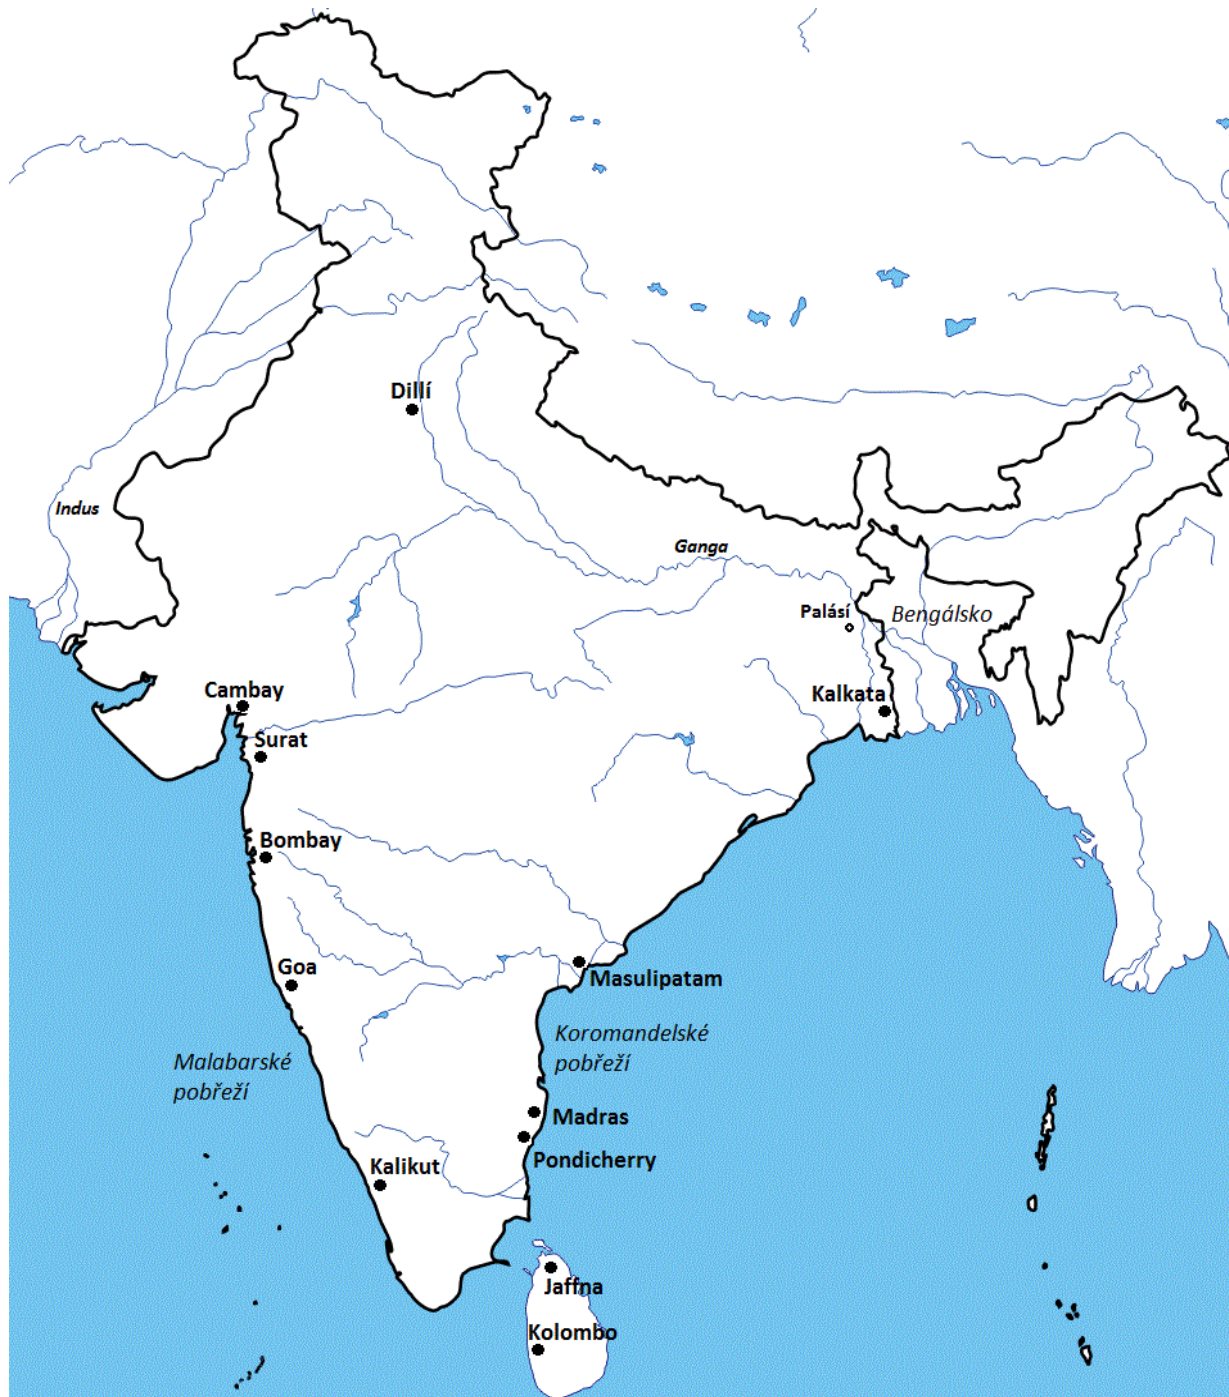 Dillí
Indus
Ganga
Palásí
Bengálsko
Cambay
Kalkata
Surat
Bombay
Goa
Masulipatam
Koromandelské
pobřeží
Malabarské
pobřeží
Madras
Pondicherry
Kalikut
Jaffna
Kolombo